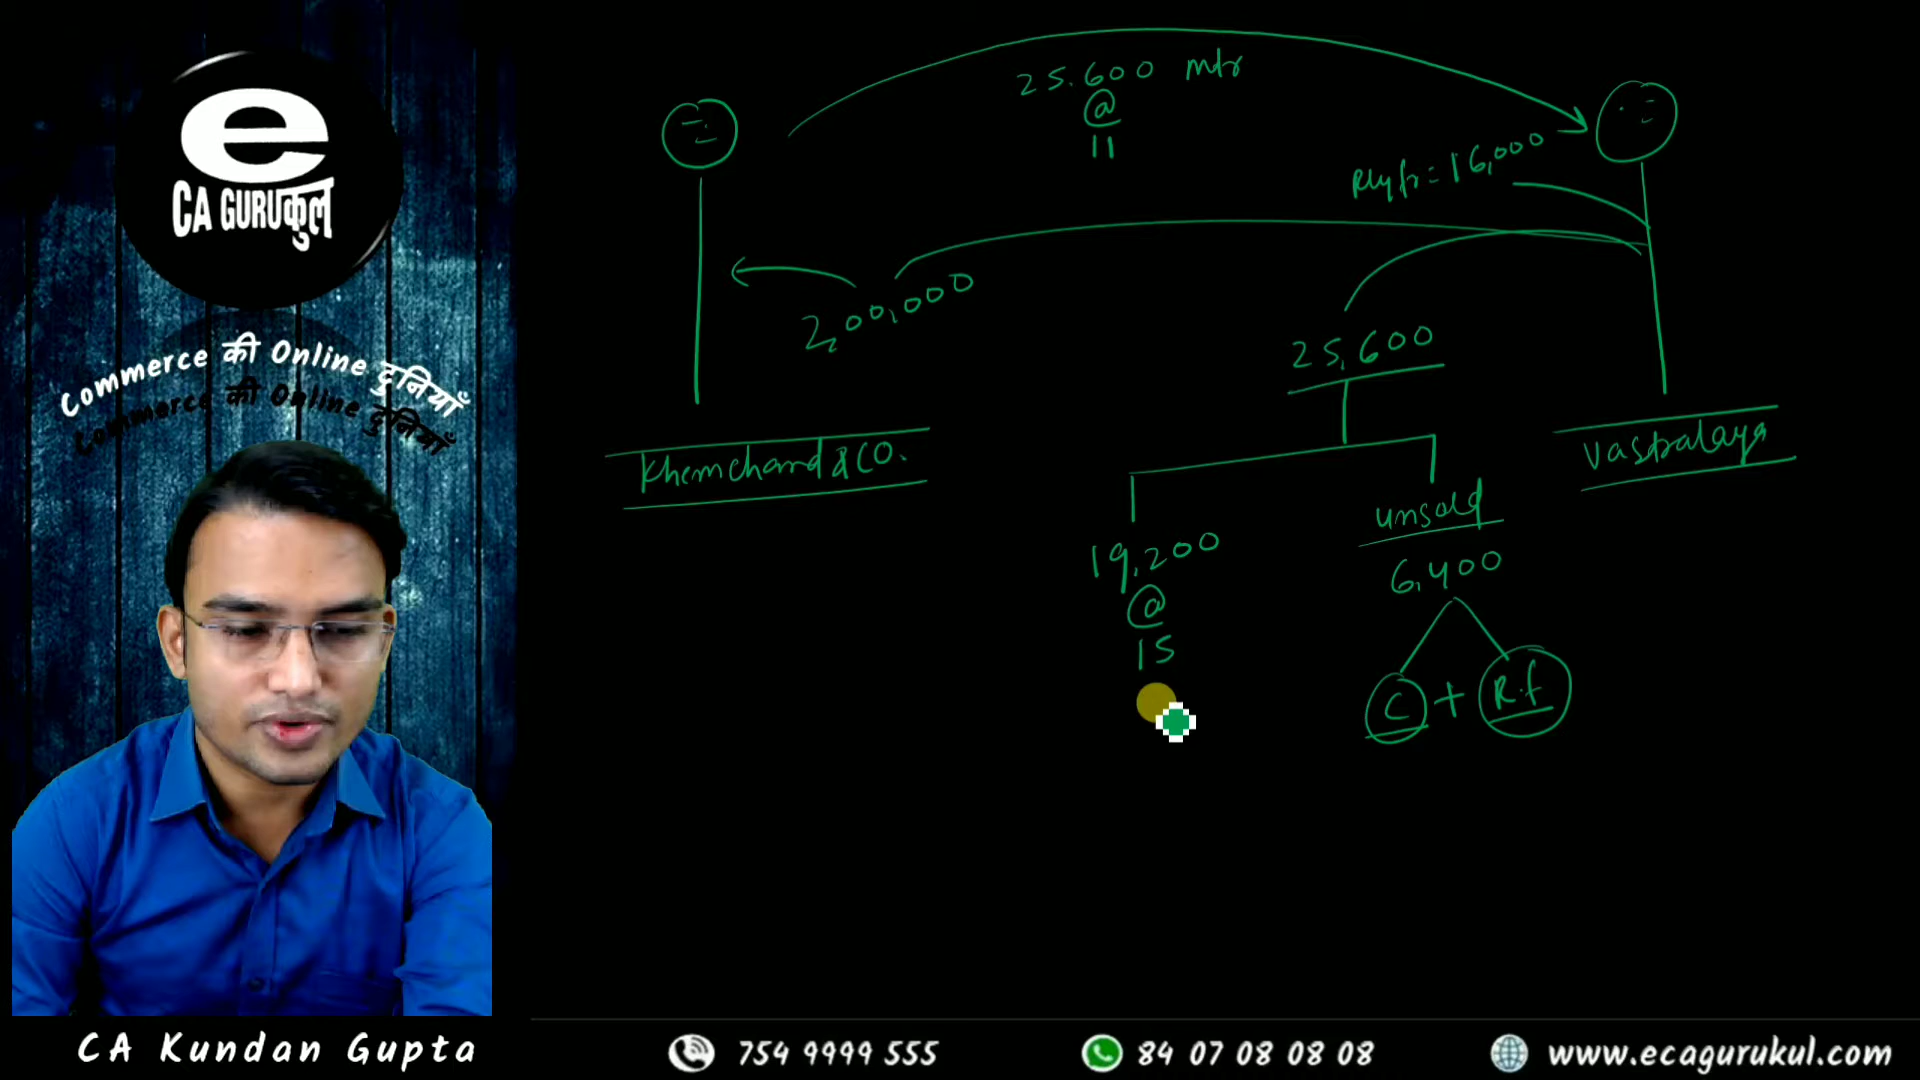 e
CA GURUकुल
Commerce की Online दुनियाँ
25.600 mtr
@
11
Rly fr = 16,000
2,00,000
25,600
Khemchand & CO.
Vastralaya
unsold
19,200
6,400
@
15
C + R.f
CA Kundan Gupta
754 9999 555
84 07 08 08 08
www.ecagurukul.com